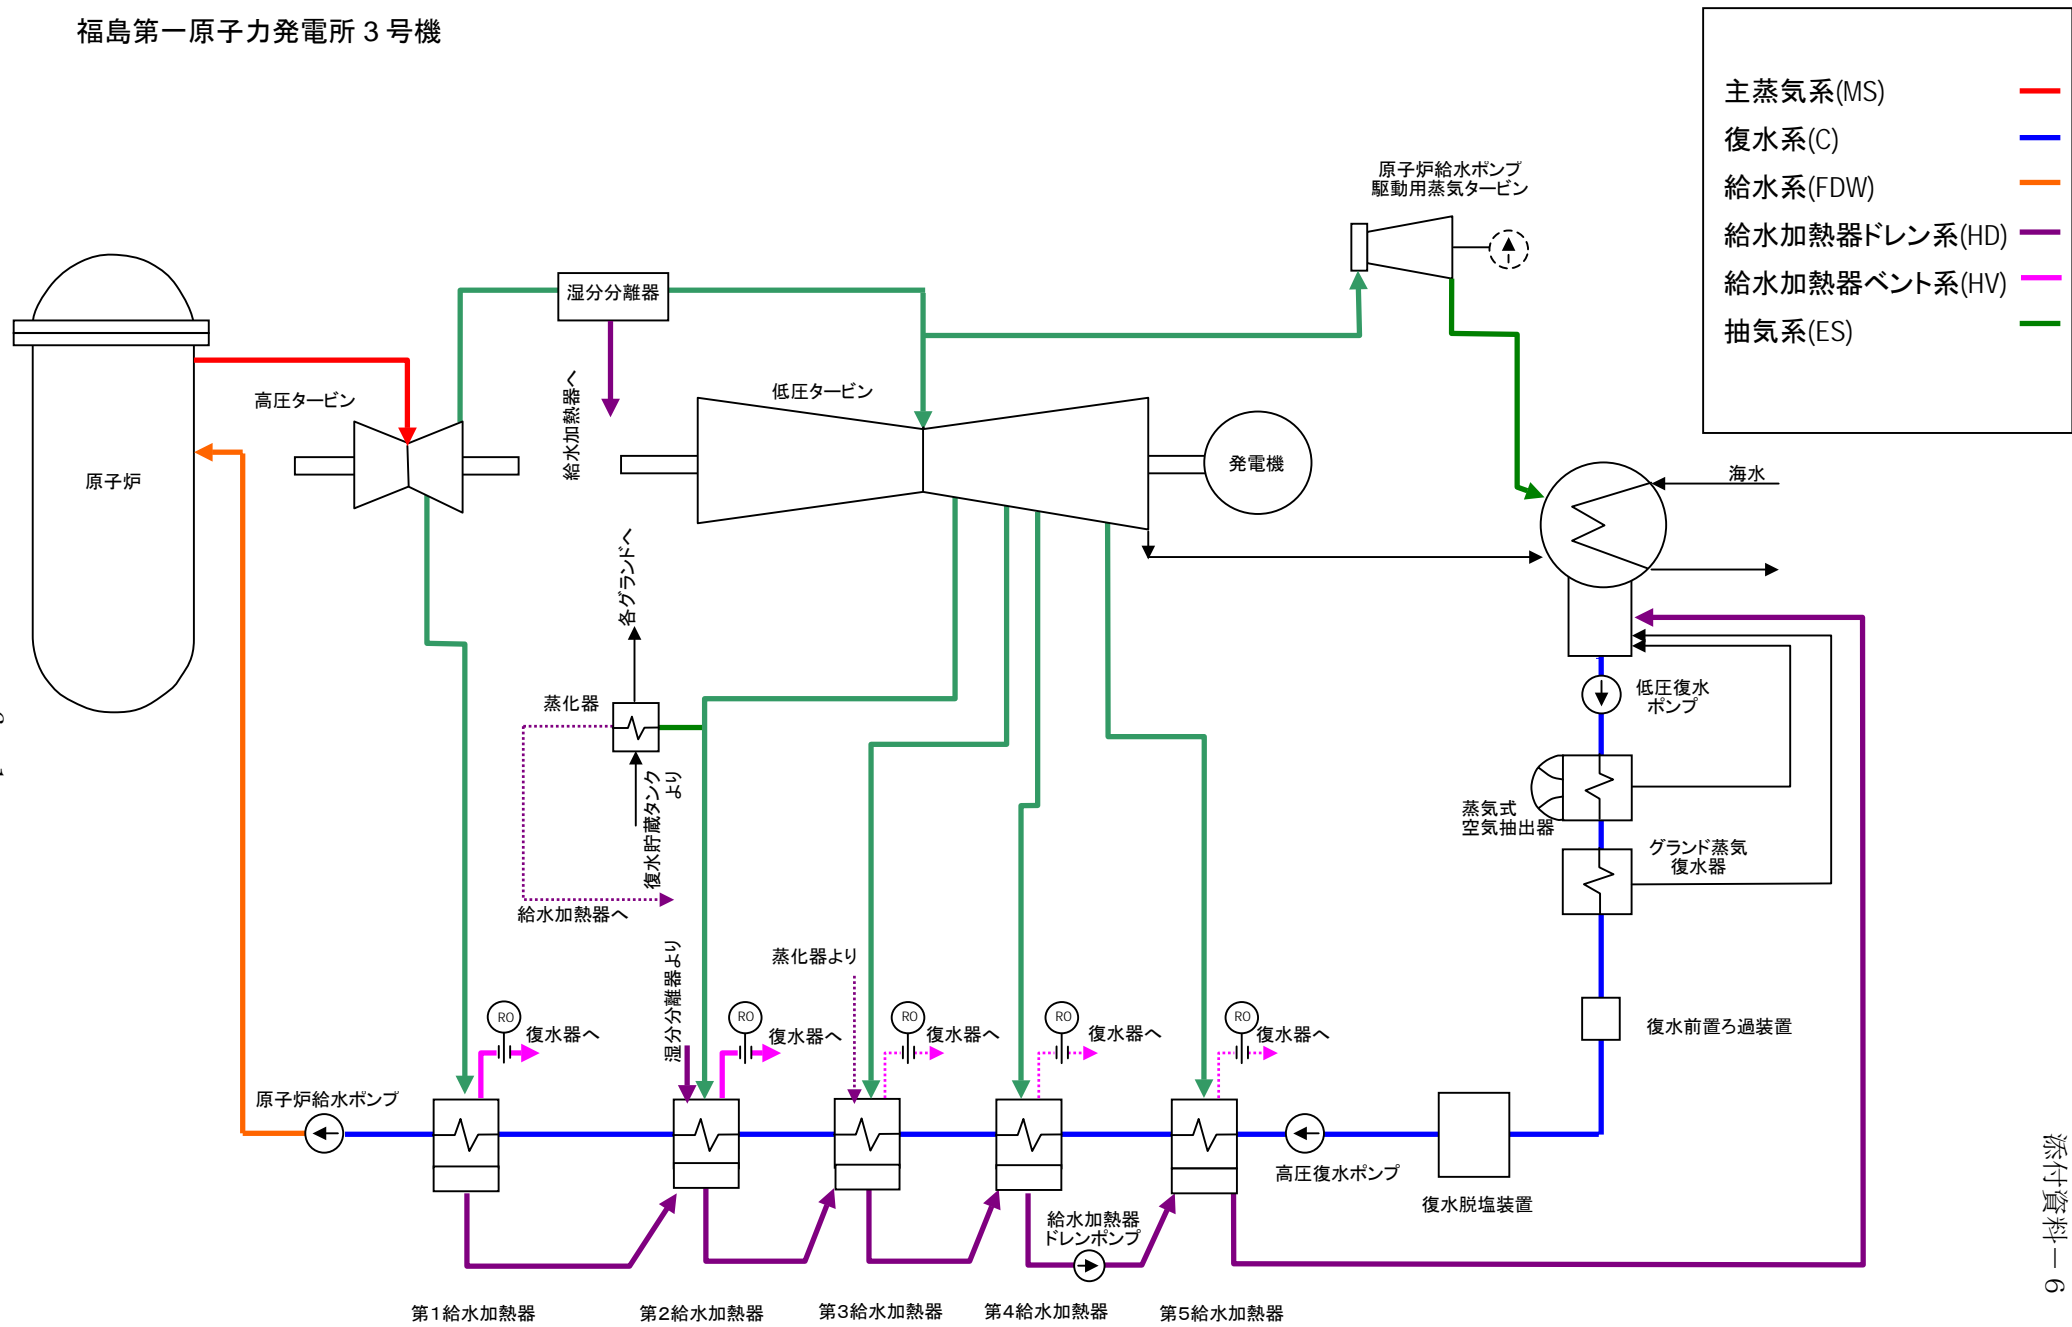 福島第一原子力発電所３号機
主蒸気系(MS)
復水系(C)
給水系(FDW)
給水加熱器ドレン系(HD)
給水加熱器ベント系(HV)
抽気系(ES)
原子炉給水ポンプ
駆動用蒸気タービン
湿分分離器
給水加熱器へ
高圧タービン
低圧タービン
原子炉
発電機
海水
各グランドへ
蒸化器
復水貯蔵タンク
より
給水加熱器へ
低圧復水
ポンプ
蒸気式
空気抽出器
グランド蒸気
復水器
湿分分離器より
蒸化器より
RO
復水器へ
RO
復水器へ
RO
復水器へ
RO
復水器へ
RO
復水器へ
復水前置ろ過装置
原子炉給水ポンプ
高圧復水ポンプ
復水脱塩装置
給水加熱器
ドレンポンプ
第1給水加熱器
第2給水加熱器
第3給水加熱器
第4給水加熱器
第5給水加熱器
添付資料－6